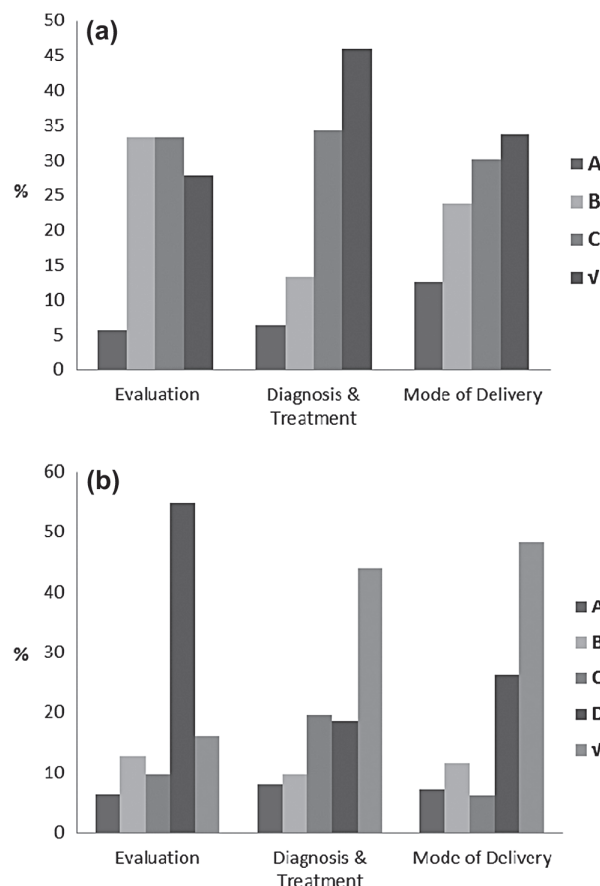 (a)
50
45
40
35
30
25
20
15
10
5
0
%
Evaluation
Diagnosis &
Treatment
Mode of Delivery
A
B
C
√
(b)
60
50
40
30
20
10
0
%
Evaluation
Diagnosis &
Treatment
Mode of Delivery
A
B
C
D
√